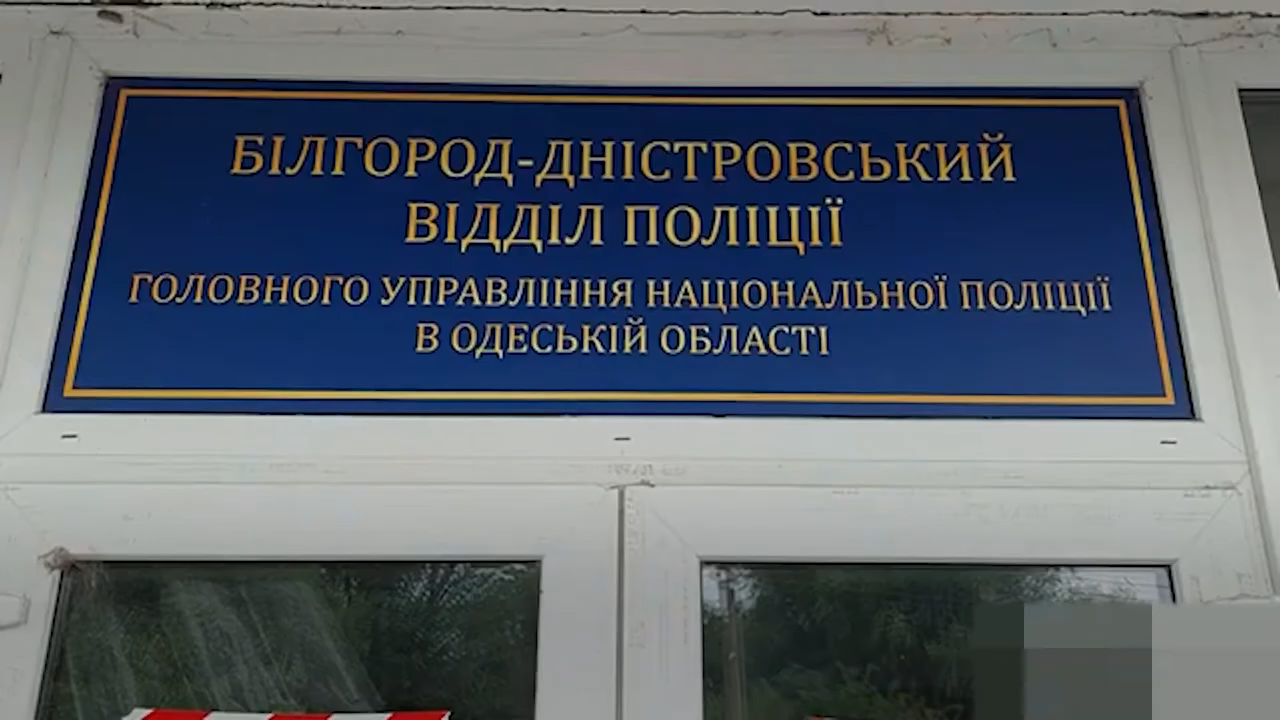 БІЛГОРОД-ДНІСТРОВСЬКИЙ
ВІДДІЛ ПОЛІЦІЇ
ГОЛОВНОГО УПРАВЛІННЯ НАЦІОНАЛЬНОЇ ПОЛІЦІЇ
В ОДЕСЬКІЙ ОБЛАСТІ